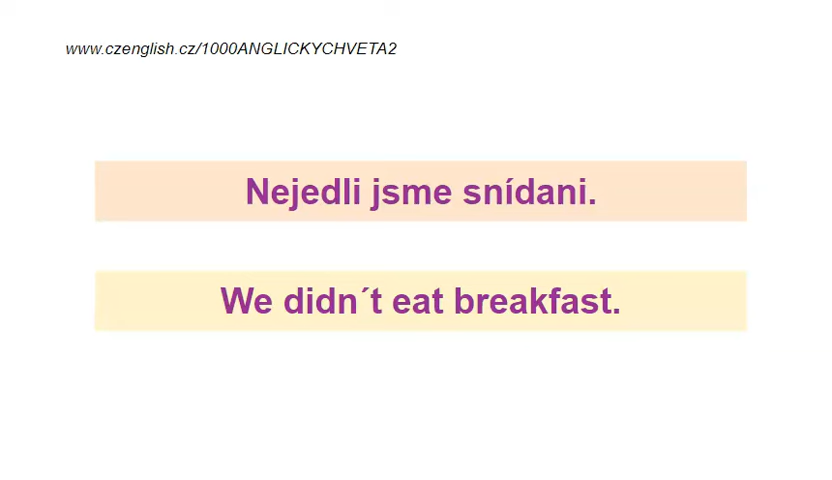 www.czenglish.cz/1000ANGLICKYCHVETA2
Nejedli jsme snídani.
We didn´t eat breakfast.